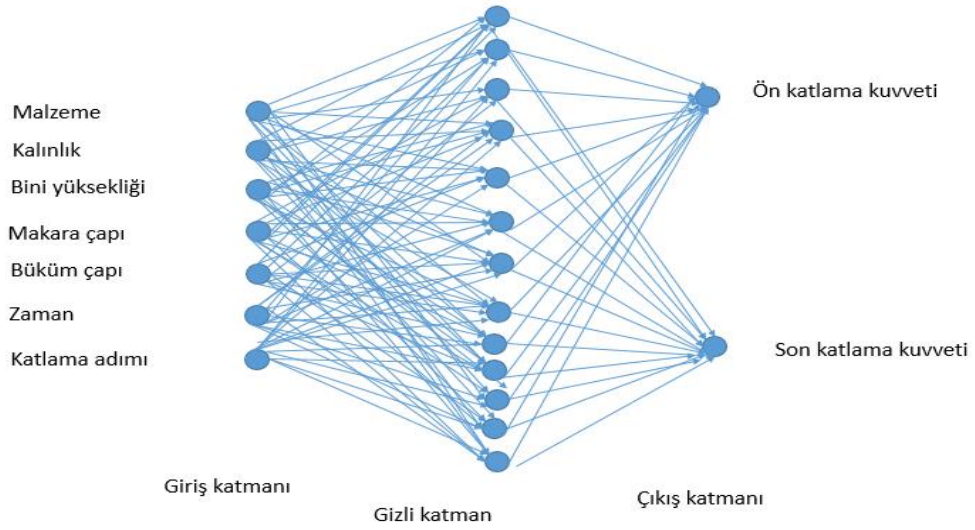 Malzeme
Kalınlık
Bini yüksekliği
Makara çapı
Büküm çapı
Zaman
Katlama adımı
Ön katlama kuvveti
Son katlama kuvveti
Giriş katmanı
Gizli katman
Çıkış katmanı